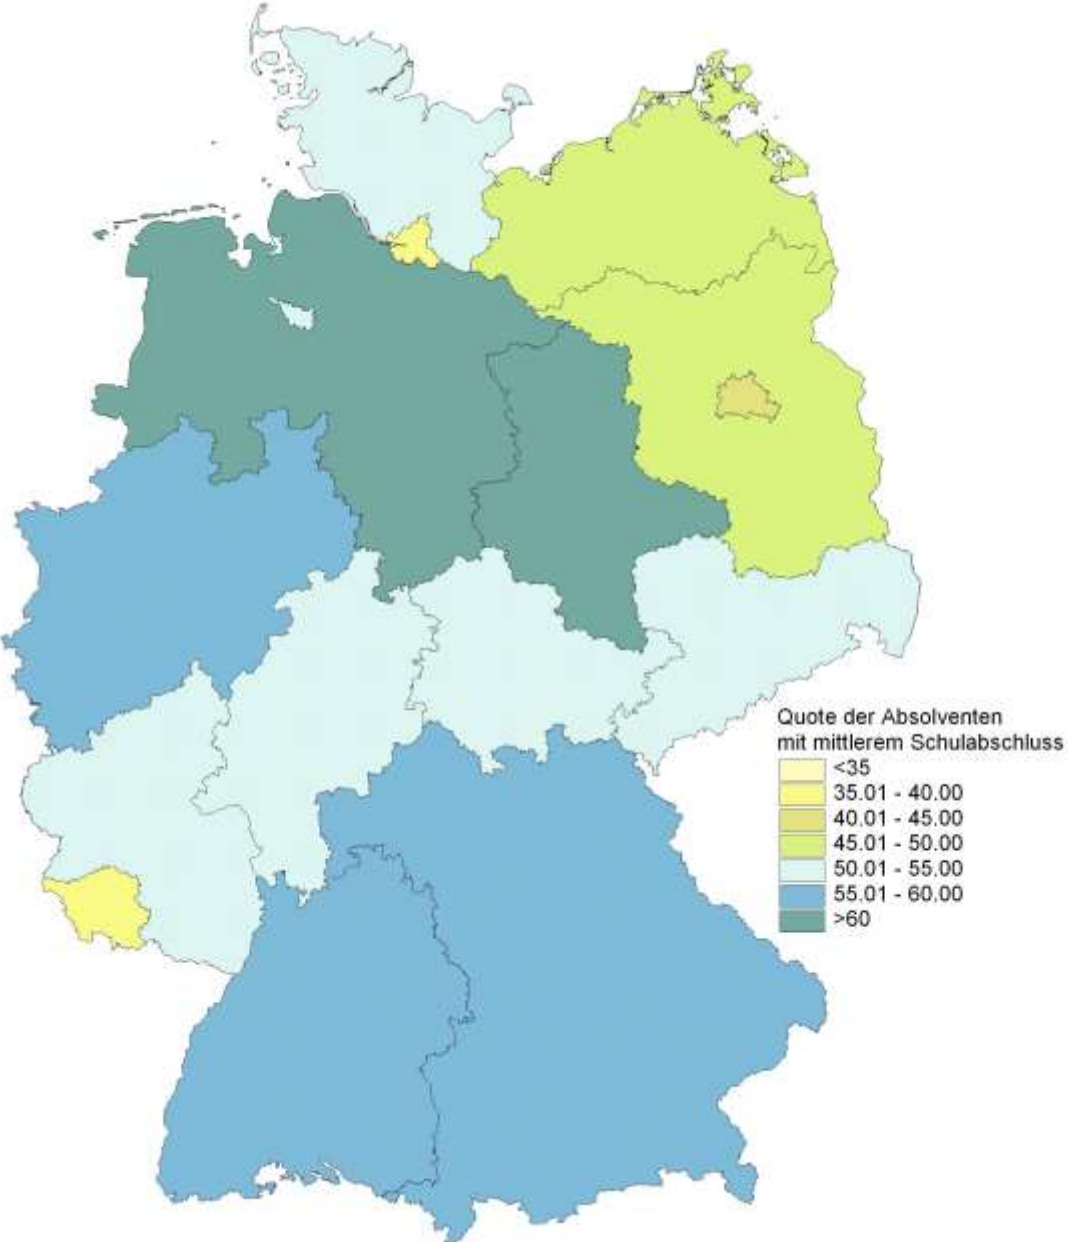 Quote der Absolventen
mit mittlerem Schulabschluss
<35
35.01 - 40.00
40.01 - 45.00
45.01 - 50.00
50.01 - 55.00
55.01 - 60.00
>60